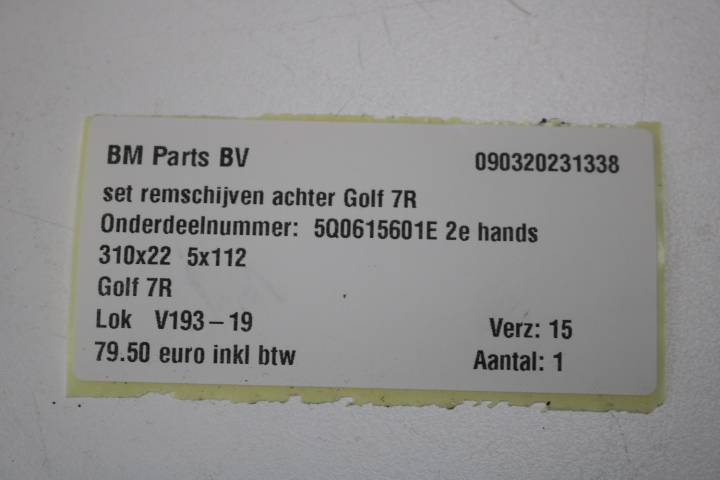 BM Parts BV 090320231338
set remschijven achter Golf 7R
Onderdeelnummer: 5Q0615601E 2e hands
310x22 5x112
Golf 7R
Lok V193-19 Verz: 15
79.50 euro inkl btw Aantal: 1